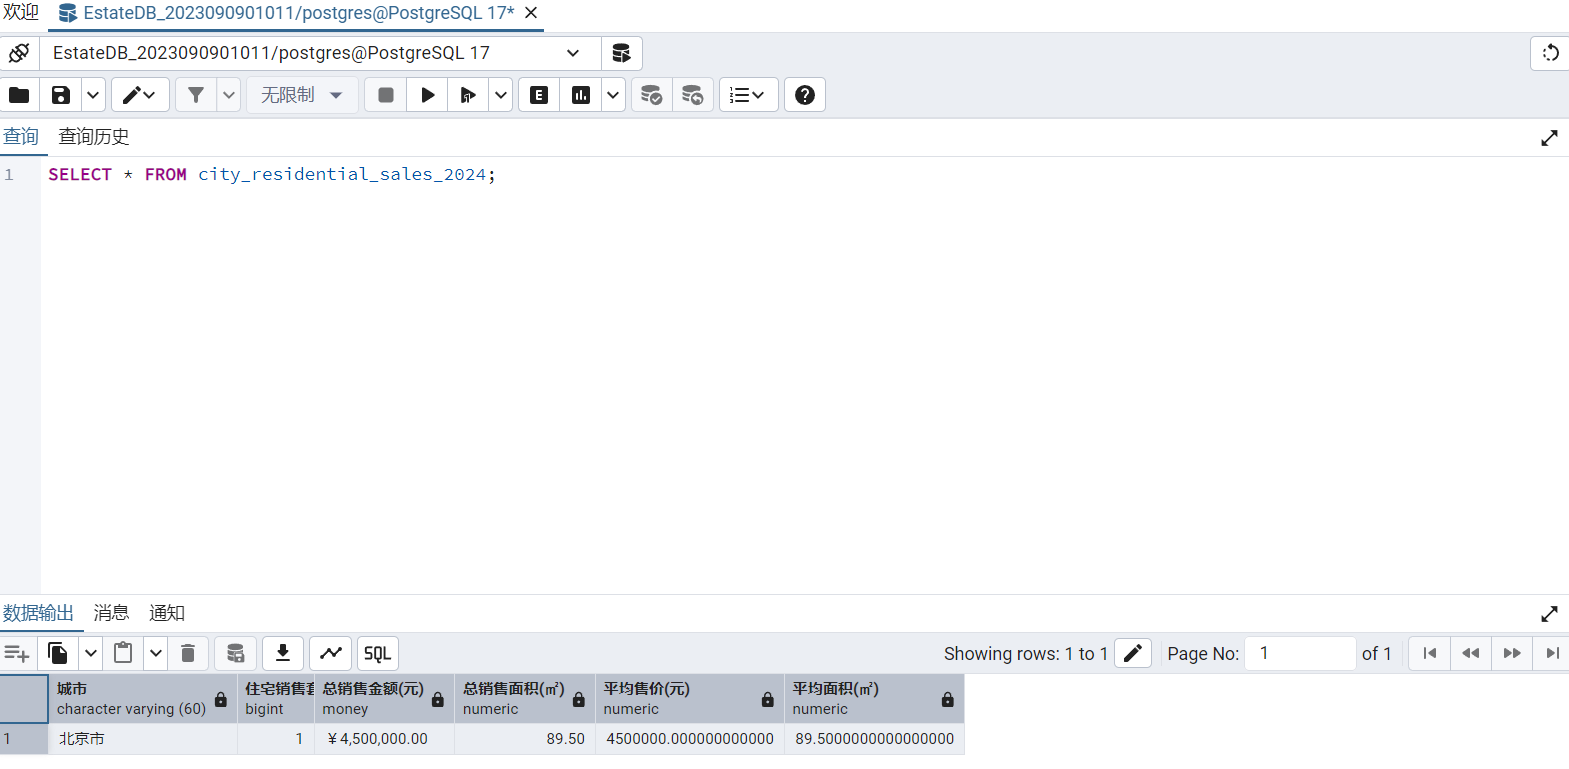 欢迎 EstateDB_2023090901011/postgres@PostgreSQL 17*
EstateDB_2023090901011/postgres@PostgreSQL 17
无限制 E
查询 查询历史
1 SELECT * FROM city_residential_sales_2024;
数据输出 消息 通知
SQL Showing rows: 1 to 1 Page No: 1 of 1
城市 住宅销售套 总销售金额(元) 总销售面积(㎡) 平均售价(元) 平均面积(㎡)
character varying (60) bigint money numeric numeric numeric
1 北京市 1 ￥4,500,000.00 89.50 4500000.000000000000 89.5000000000000000